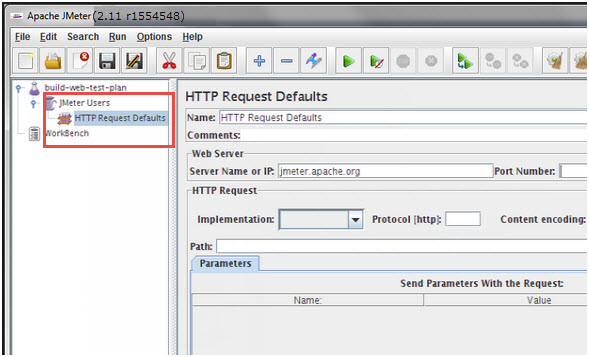 Apache JMeter (2.11 r1554548)
File Edit Search Run Options Help
build-web-test-plan
JMeter Users
HTTP Request Defaults
WorkBench
HTTP Request Defaults
Name: HTTP Request Defaults
Comments:
Web Server
Server Name or IP: jmeter.apache.org Port Number:
HTTP Request
Implementation: Protocol [http]: Content encoding:
Path:
Parameters
Send Parameters With the Request:
Name: Value